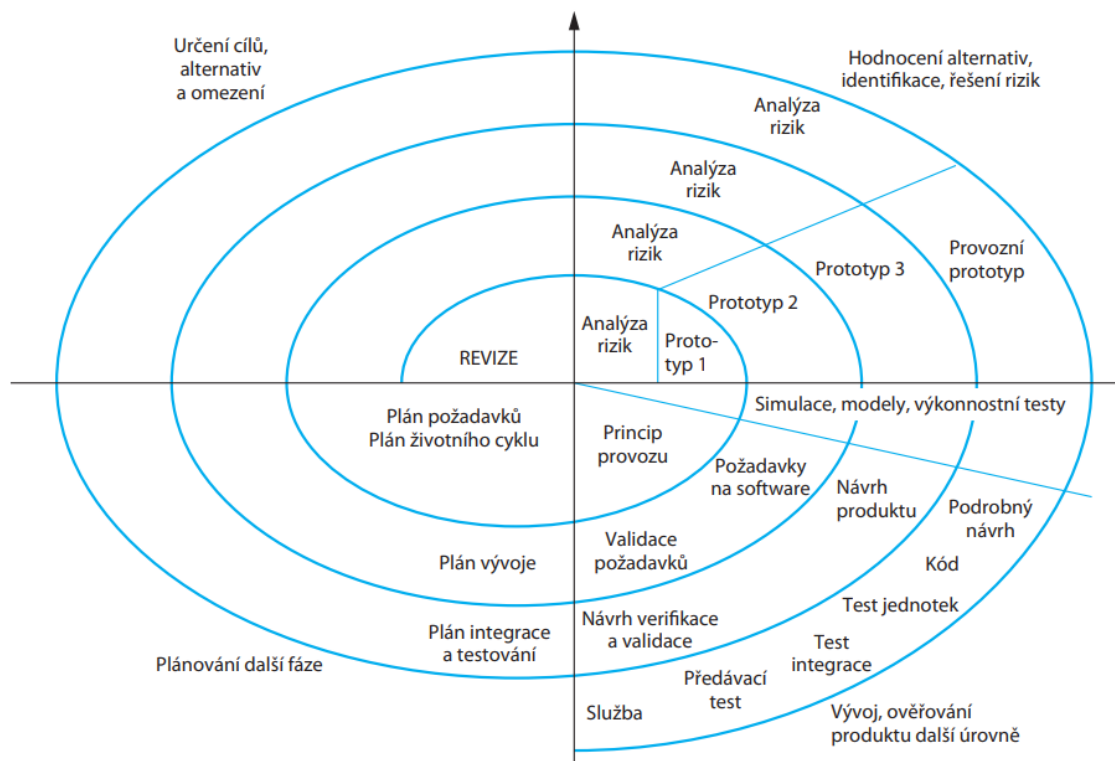 Určení cílů,
alternativ
a omezení
Hodnocení alternativ,
identifikace, řešení rizik
Analýza
rizik
Analýza
rizik
Analýza
rizik
Analýza
rizik
Proto-
typ 1
Prototyp 2
Prototyp 3
Provozní
prototyp
REVIZE
Plán požadavků
Plán životního cyklu
Simulace, modely, výkonnostní testy
Princip
provozu
Požadavky
na software
Návrh
produktu
Podrobný
návrh
Kód
Plán vývoje
Validace
požadavků
Test jednotek
Plán integrace
a testování
Návrh verifikace
a validace
Test
integrace
Předávací
test
Služba
Plánování další fáze
Vývoj, ověřování
produktu další úrovně